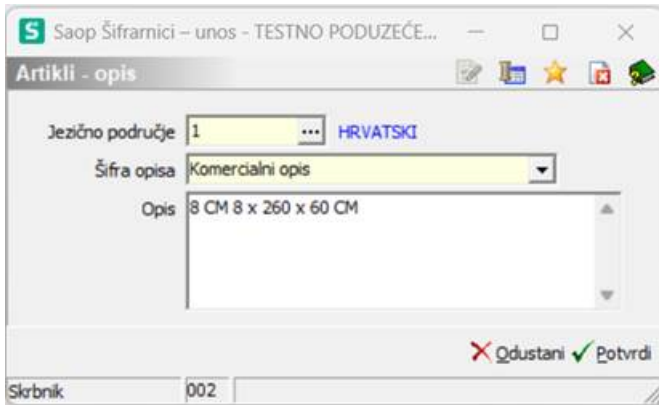 S Saop Šifrarnici – unos - TESTNO PODUZEĆE...
Artikli - opis
Jezično područje 1 ... HRVATSKI
Šifra opisa Komercialni opis
Opis 8 CM 8 x 260 x 60 CM
Odustani Potvrdi
Skrbnik 002